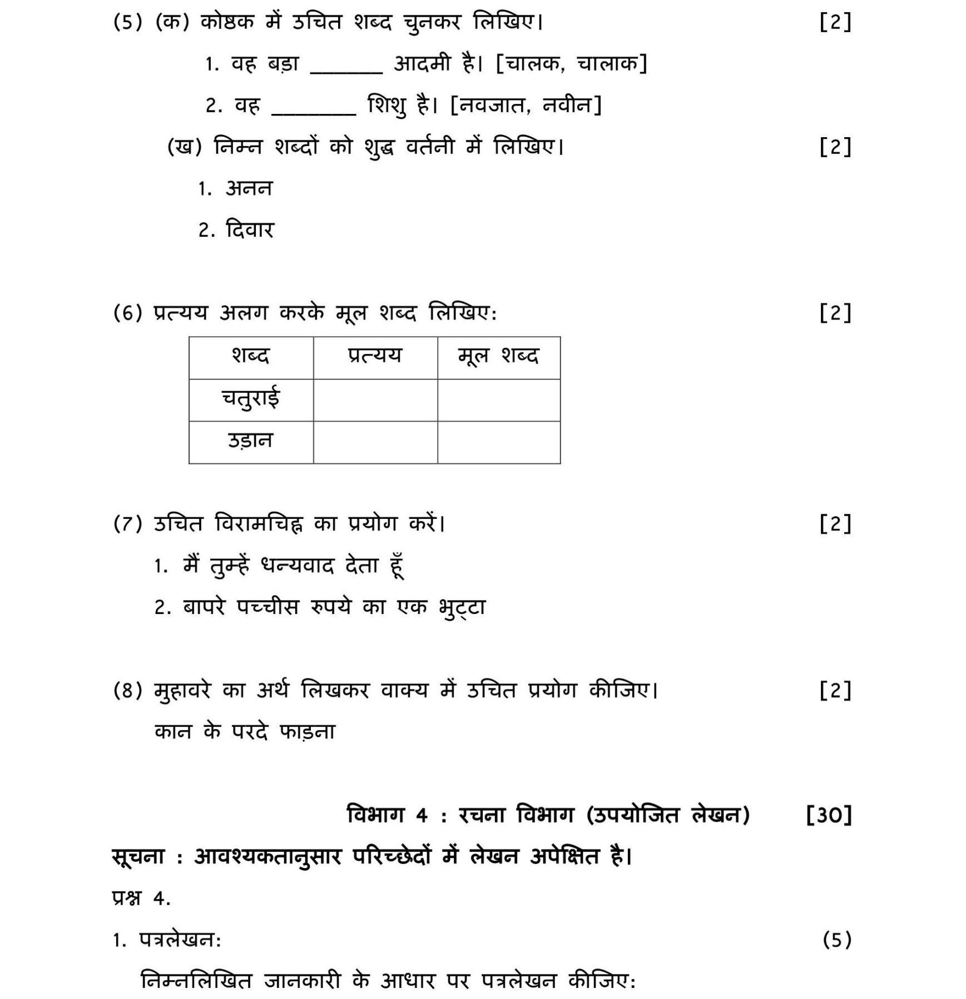 (5) (क) कोष्ठक में उचित शब्द चुनकर लिखिए। [2]
1. वह बड़ा ______ आदमी है। [चालक, चालाक]
2. वह _______ शिशु है। [नवजात, नवीन]
(ख) निम्न शब्दों को शुद्ध वर्तनी में लिखिए। [2]
1. अनन
2. दिवार
(6) प्रत्यय अलग करके मूल शब्द लिखिए: [2]
शब्द प्रत्यय मूल शब्द
चतुराई
उड़ान
(7) उचित विरामचिह्न का प्रयोग करें। [2]
1. मैं तुम्हें धन्यवाद देता हूँ
2. बापरे पच्चीस रुपये का एक भुट्टा
(8) मुहावरे का अर्थ लिखकर वाक्य में उचित प्रयोग कीजिए। [2]
कान के परदे फाड़ना
विभाग 4 : रचना विभाग (उपयोजित लेखन) [30]
सूचना : आवश्यकतानुसार परिच्छेदों में लेखन अपेक्षित है।
प्रश्न 4.
1. पत्रलेखन: (5)
निम्नलिखित जानकारी के आधार पर पत्रलेखन कीजिए: